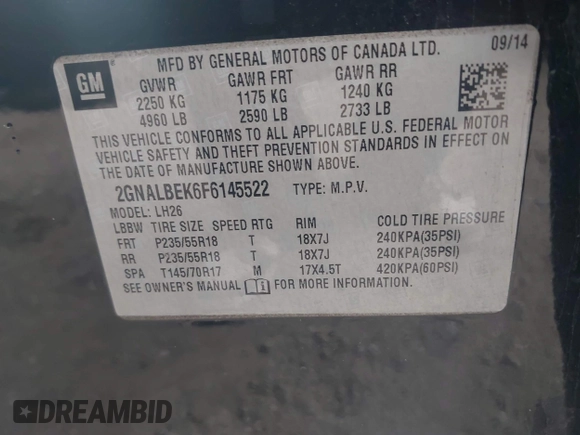 MFD BY GENERAL MOTORS OF CANADA LTD. 09/14
GM
GVWR GAWR FRT GAWR RR
2250 KG 1175 KG 1240 KG
4960 LB 2590 LB 2733 LB
THIS VEHICLE CONFORMS TO ALL APPLICABLE U.S. FEDERAL MOTOR
VEHICLE SAFETY AND THEFT PREVENTION STANDARDS IN EFFECT ON
THE DATE OF MANUFACTURE SHOWN ABOVE.
2GNALBEK6F6145522 TYPE: M.P.V.
MODEL: LH26
LBBW TIRE SIZE SPEED RTG RIM COLD TIRE PRESSURE
FRT P235/55R18 T 18X7J 240KPA(35PSI)
RR P235/55R18 T 18X7J 240KPA(35PSI)
SPA T145/70R17 M 17X4.5T 420KPA(60PSI)
SEE OWNER'S MANUAL FOR MORE INFORMATION.
DREAMBID